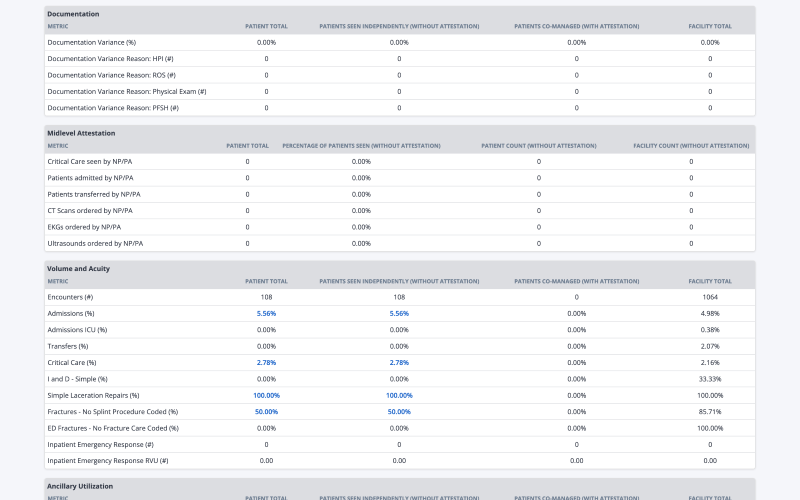 Documentation
METRIC PATIENT TOTAL PATIENTS SEEN INDEPENDENTLY (WITHOUT ATTESTATION) PATIENTS CO-MANAGED (WITH ATTESTATION) FACILITY TOTAL
Documentation Variance (%) 0.00% 0.00% 0.00% 0.00%
Documentation Variance Reason: HPI (#) 0 0 0 0
Documentation Variance Reason: ROS (#) 0 0 0 0
Documentation Variance Reason: Physical Exam (#) 0 0 0 0
Documentation Variance Reason: PFSH (#) 0 0 0 0
Midlevel Attestation
METRIC PATIENT TOTAL PERCENTAGE OF PATIENTS SEEN (WITHOUT ATTESTATION) PATIENT COUNT (WITHOUT ATTESTATION) FACILITY COUNT (WITHOUT ATTESTATION)
Critical Care seen by NP/PA 0 0.00% 0 0
Patients admitted by NP/PA 0 0.00% 0 0
Patients transferred by NP/PA 0 0.00% 0 0
CT Scans ordered by NP/PA 0 0.00% 0 0
EKGs ordered by NP/PA 0 0.00% 0 0
Ultrasounds ordered by NP/PA 0 0.00% 0 0
Volume and Acuity
METRIC PATIENT TOTAL PATIENTS SEEN INDEPENDENTLY (WITHOUT ATTESTATION) PATIENTS CO-MANAGED (WITH ATTESTATION) FACILITY TOTAL
Encounters (#) 108 108 0 1064
Admissions (%) 5.56% 5.56% 0.00% 4.98%
Admissions ICU (%) 0.00% 0.00% 0.00% 0.38%
Transfers (%) 0.00% 0.00% 0.00% 2.07%
Critical Care (%) 2.78% 2.78% 0.00% 2.16%
I and D - Simple (%) 0.00% 0.00% 0.00% 33.33%
Simple Laceration Repairs (%) 100.00% 100.00% 0.00% 100.00%
Fractures - No Splint Procedure Coded (%) 50.00% 50.00% 0.00% 85.71%
ED Fractures - No Fracture Care Coded (%) 0.00% 0.00% 0.00% 100.00%
Inpatient Emergency Response (#) 0 0 0 0
Inpatient Emergency Response RVU (#) 0.00 0.00 0.00 0.00
Ancillary Utilization
METRIC PATIENT TOTAL PATIENTS SEEN INDEPENDENTLY (WITHOUT ATTESTATION) PATIENTS CO-MANAGED (WITH ATTESTATION) FACILITY TOTAL